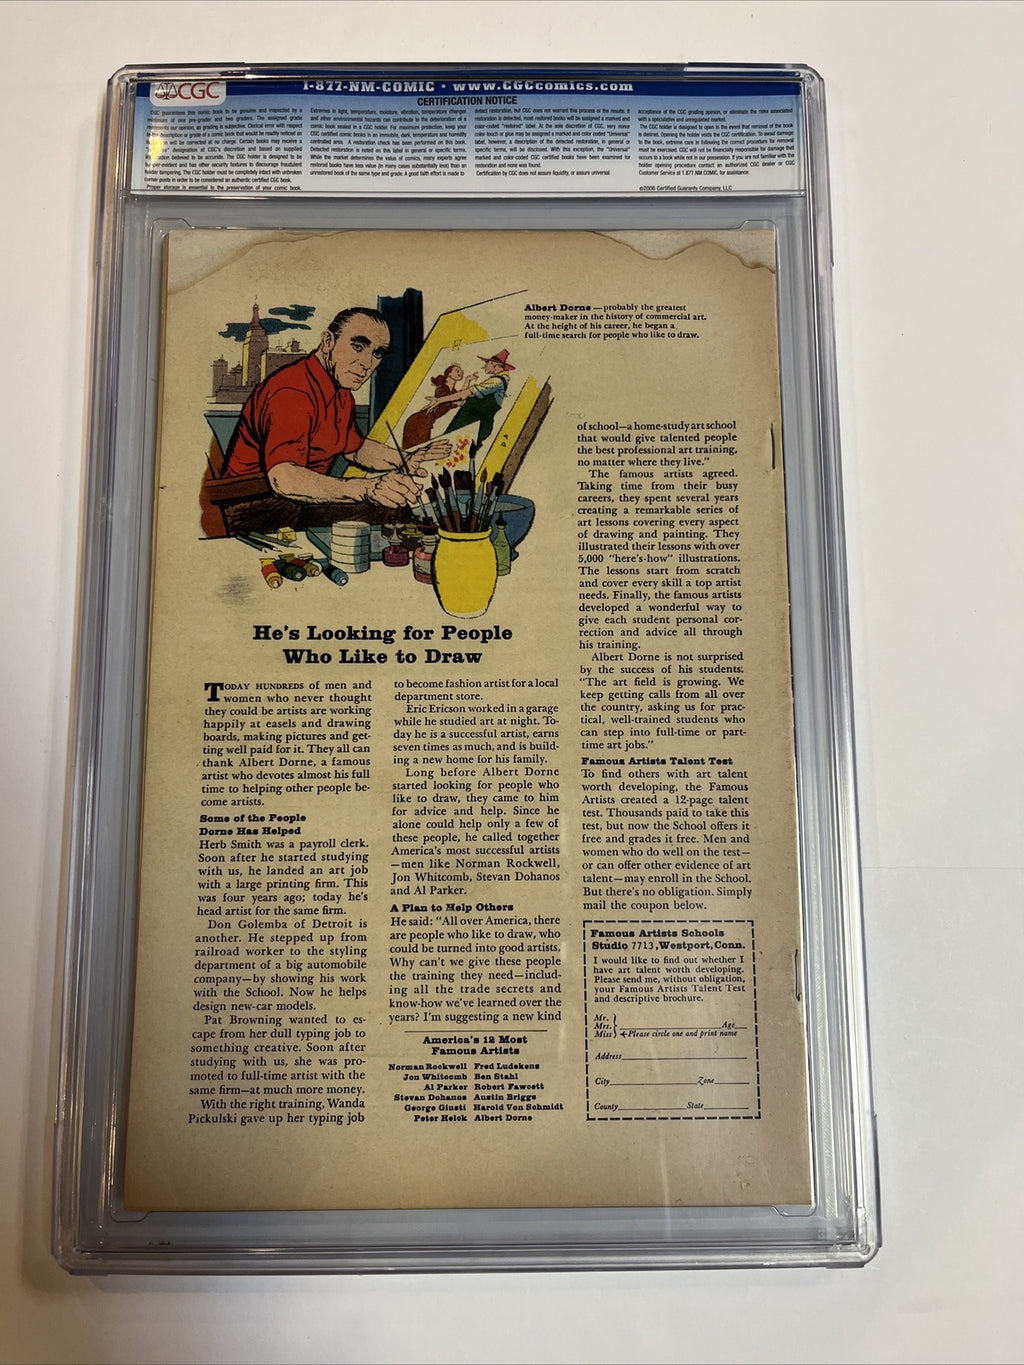 CGC
1-877-NM-COMIC • www.CGCcomics.com
CERTIFICATION NOTICE
©2006 Certified Guaranty Company, LLC
Albert Dorne — probably the greatest
money-maker in the history of commercial art.
At the height of his career, he began a
full-time search for people who like to draw.
He's Looking for People
Who Like to Draw
TODAY HUNDREDS of men and
women who never thought
they could be artists are working
happily at easels and drawing
boards, making pictures and get-
ting well paid for it. They all can
thank Albert Dorne, a famous
artist who devotes almost his full
time to helping other people be-
come artists.
Some of the People
Dorne Has Helped
Herb Smith was a payroll clerk.
Soon after he started studying
with us, he landed an art job
with a large printing firm. This
was four years ago; today he's
head artist for the same firm.
Don Golemba of Detroit is
another. He stepped up from
railroad worker to the styling
department of a big automobile
company—by showing his work
with the School. Now he helps
design new-car models.
Pat Browning wanted to es-
cape from her dull typing job to
something creative. Soon after
studying with us, she was pro-
moted to full-time artist with the
same firm—at much more money.
With the right training, Wanda
Pickulski gave up her typing job
to become fashion artist for a local
department store.
Eric Ericson worked in a garage
while he studied art at night. To-
day he is a successful artist, earns
seven times as much, and is build-
ing a new home for his family.
Long before Albert Dorne
started looking for people who
like to draw, they came to him
for advice and help. Since he
alone could help only a few of
these people, he called together
America's most successful artists
—men like Norman Rockwell,
Jon Whitcomb, Stevan Dohanos
and Al Parker.
A Plan to Help Others
He said: "All over America, there
are people who like to draw, who
could be turned into good artists.
Why can't we give these people
the training they need—includ-
ing all the trade secrets and
know-how we've learned over the
years? I'm suggesting a new kind
America's 12 Most
Famous Artists
Norman Rockwell Fred Ludekens
Jon Whitcomb Ben Stahl
Al Parker Robert Fawcett
Stevan Dohanos Austin Briggs
George Giusti Harold Von Schmidt
Peter Helck Albert Dorne
of school—a home-study art school
that would give talented people
the best professional art training,
no matter where they live."
The famous artists agreed.
Taking time from their busy
careers, they spent several years
creating a remarkable series of
art lessons covering every aspect
of drawing and painting. They
illustrated their lessons with over
5,000 "here's-how" illustrations.
The lessons start from scratch
and cover every skill a top artist
needs. Finally, the famous artists
developed a wonderful way to
give each student personal cor-
rection and advice all through
his training.
Albert Dorne is not surprised
by the success of his students.
"The art field is growing. We
keep getting calls from all over
the country, asking us for prac-
tical, well-trained students who
can step into full-time or part-
time art jobs."
Famous Artists Talent Test
To find others with art talent
worth developing, the Famous
Artists created a 12-page talent
test. Thousands paid to take this
test, but now the School offers it
free and grades it free. Men and
women who do well on the test—
or can offer other evidence of art
talent—may enroll in the School.
But there's no obligation. Simply
mail the coupon below.
Famous Artists Schools
Studio 7713, Westport, Conn.
I would like to find out whether I
have art talent worth developing.
Please send me, without obligation,
your Famous Artists Talent Test
and descriptive brochure.
Mr.
Mrs. Age
Miss Please circle one and print name
Address
City Zone
County State